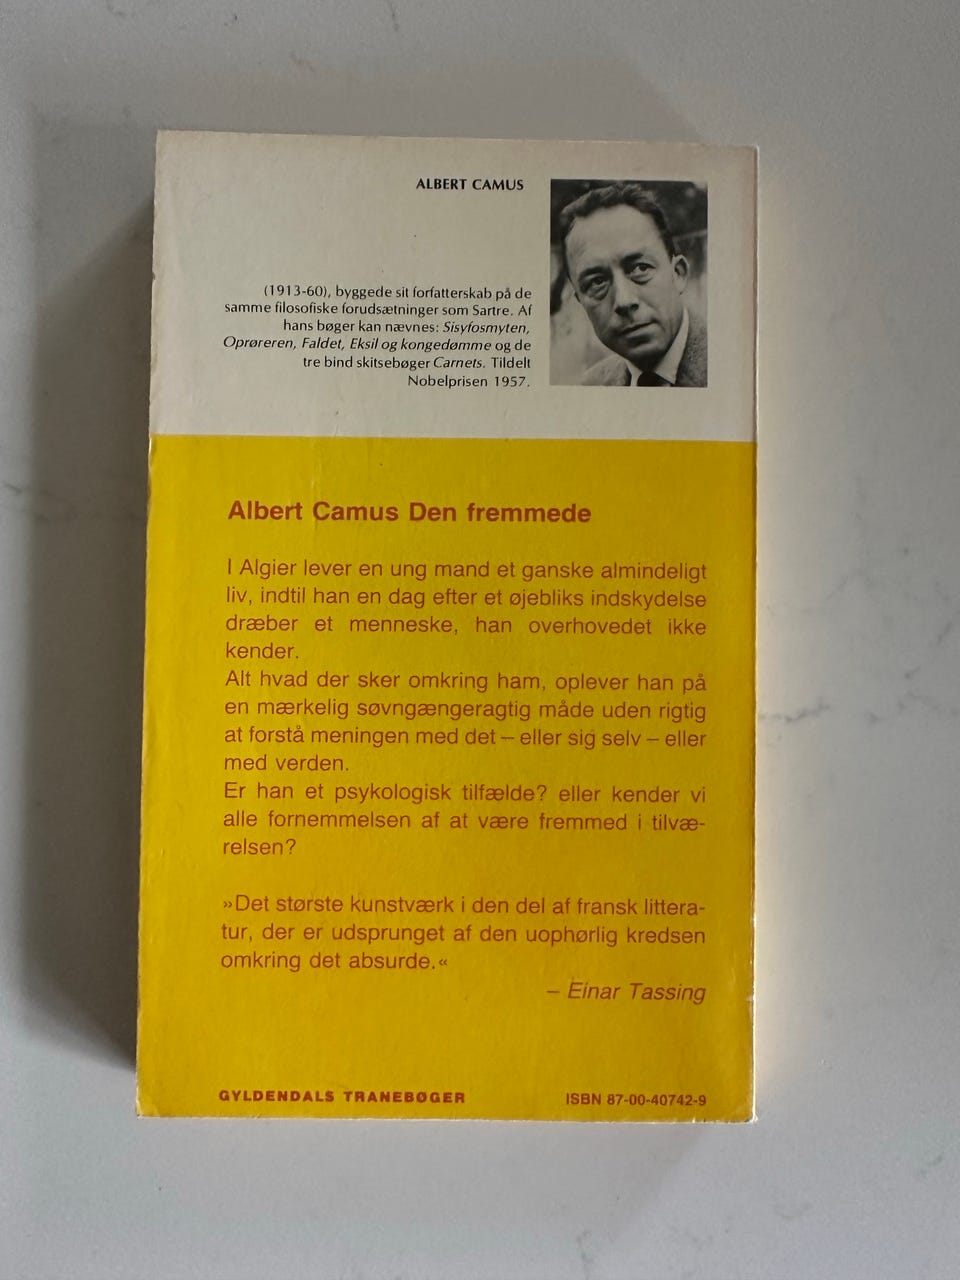 ALBERT CAMUS
(1913-60), byggede sit forfatterskab på de
samme filosofiske forudsætninger som Sartre. Af
hans bøger kan nævnes: Sisyfosmyten,
Oprøreren, Faldet, Eksil og kongedømme og de
tre bind skitsebøger Carnets. Tildelt
Nobelprisen 1957.
Albert Camus Den fremmede
I Algier lever en ung mand et ganske almindeligt
liv, indtil han en dag efter et øjebliks indskydelse
dræber et menneske, han overhovedet ikke
kender.
Alt hvad der sker omkring ham, oplever han på
en mærkelig søvngængeragtig måde uden rigtig
at forstå meningen med det – eller sig selv – eller
med verden.
Er han et psykologisk tilfælde? eller kender vi
alle fornemmelsen af at være fremmed i tilvæ-
relsen?
»Det største kunstværk i den del af fransk littera-
tur, der er udsprunget af den uophørlig kredsen
omkring det absurde.«
– Einar Tassing
GYLDENDALS TRANEBØGER
ISBN 87-00-40742-9